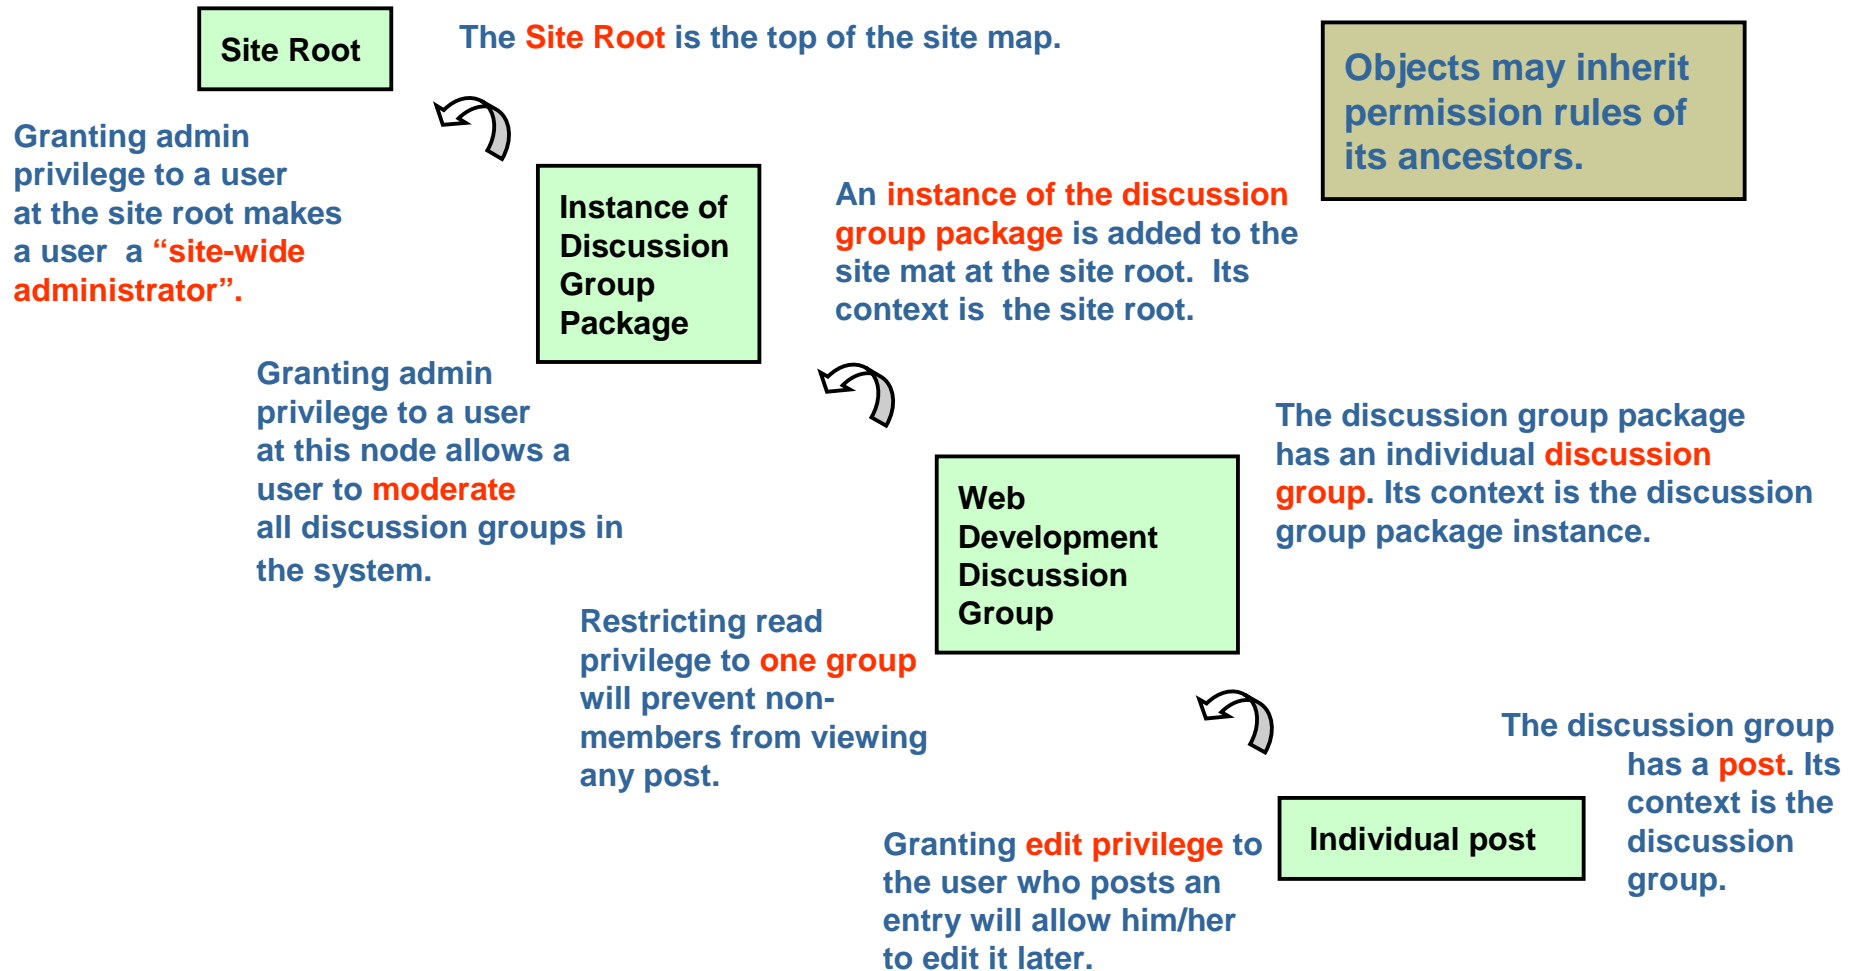 Site Root
The Site Root is the top of the site map.
Objects may inherit
permission rules of
its ancestors.
Granting admin
privilege to a user
at the site root makes
a user a “site-wide
administrator”.
Instance of
Discussion
Group
Package
An instance of the discussion
group package is added to the
site mat at the site root. Its
context is the site root.
Granting admin
privilege to a user
at this node allows a
user to moderate
all discussion groups in
the system.
Web
Development
Discussion
Group
The discussion group package
has an individual discussion
group. Its context is the discussion
group package instance.
Restricting read
privilege to one group
will prevent non-
members from viewing
any post.
Individual post
The discussion group
has a post. Its
context is the
discussion
group.
Granting edit privilege to
the user who posts an
entry will allow him/her
to edit it later.